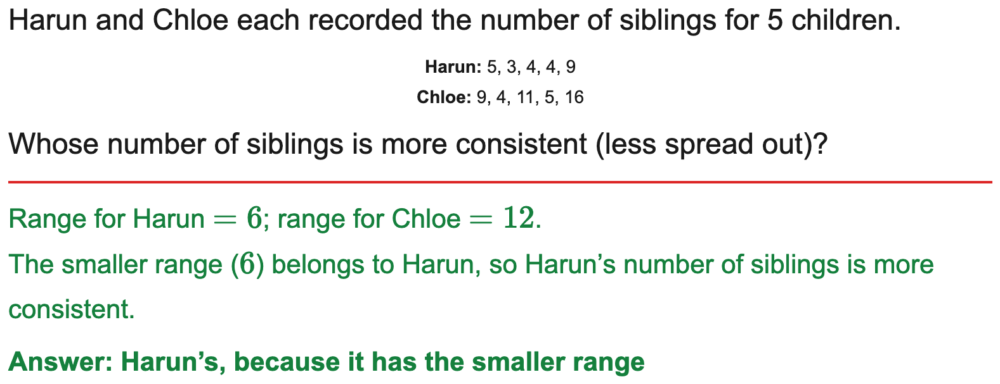 Harun and Chloe each recorded the number of siblings for 5 children.
Harun: 5, 3, 4, 4, 9
Chloe: 9, 4, 11, 5, 16
Whose number of siblings is more consistent (less spread out)?
Range for Harun = 6; range for Chloe = 12.
The smaller range (6) belongs to Harun, so Harun’s number of siblings is more
consistent.
Answer: Harun’s, because it has the smaller range